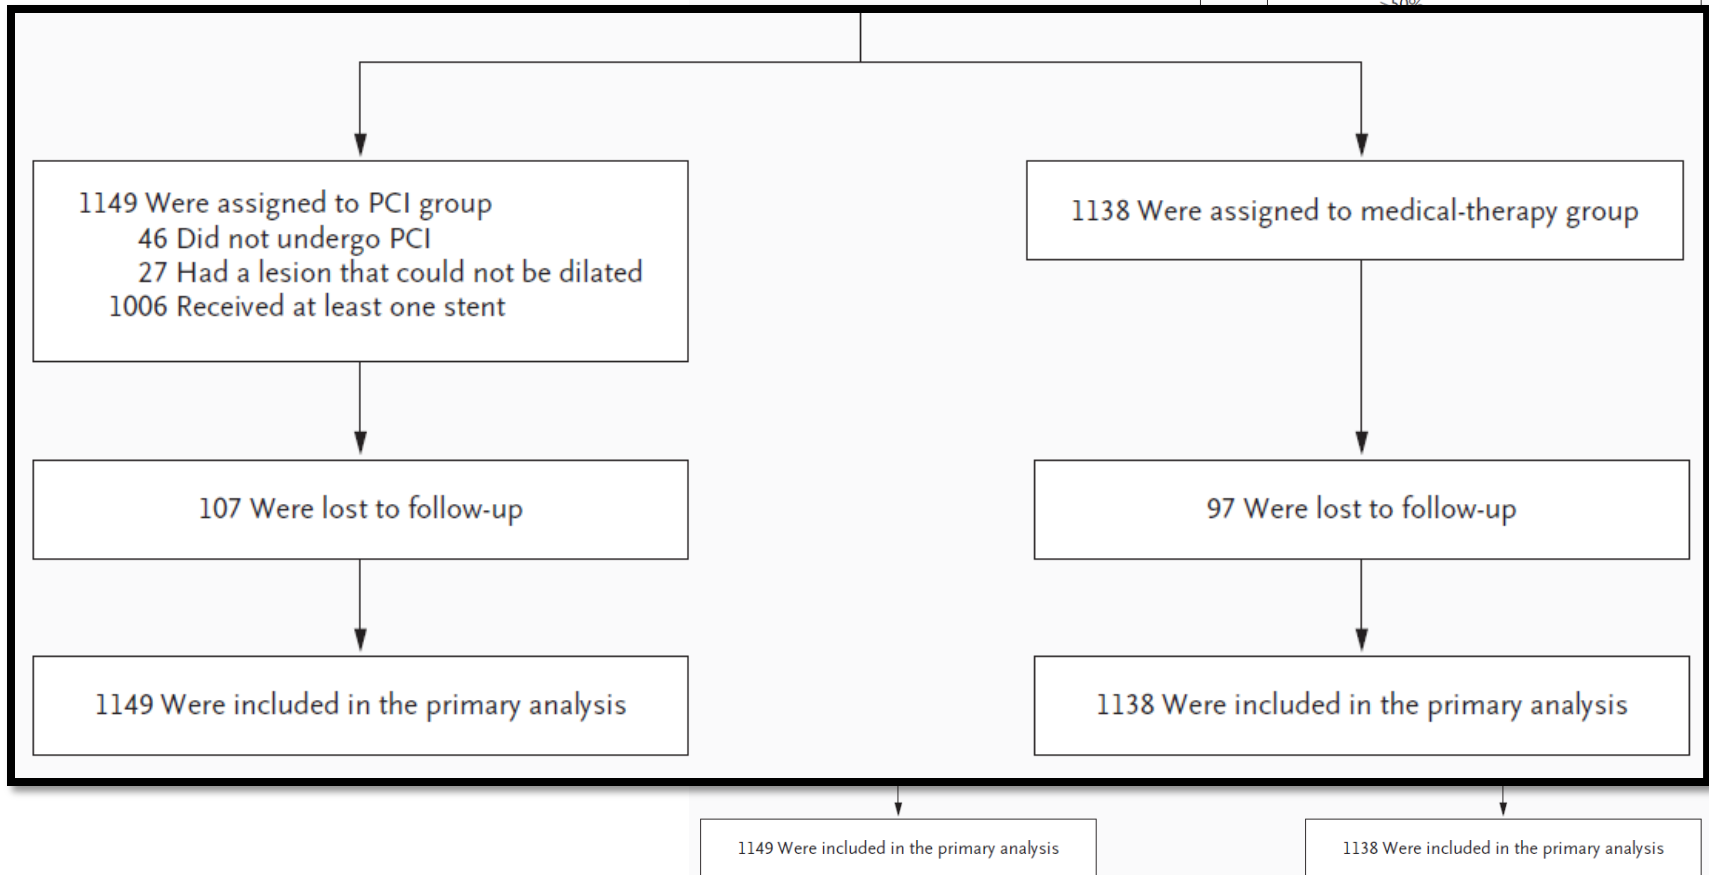 >50%
1149 Were assigned to PCI group
46 Did not undergo PCI
27 Had a lesion that could not be dilated
1006 Received at least one stent
1138 Were assigned to medical-therapy group
107 Were lost to follow-up
97 Were lost to follow-up
1149 Were included in the primary analysis
1138 Were included in the primary analysis
1149 Were included in the primary analysis
1138 Were included in the primary analysis